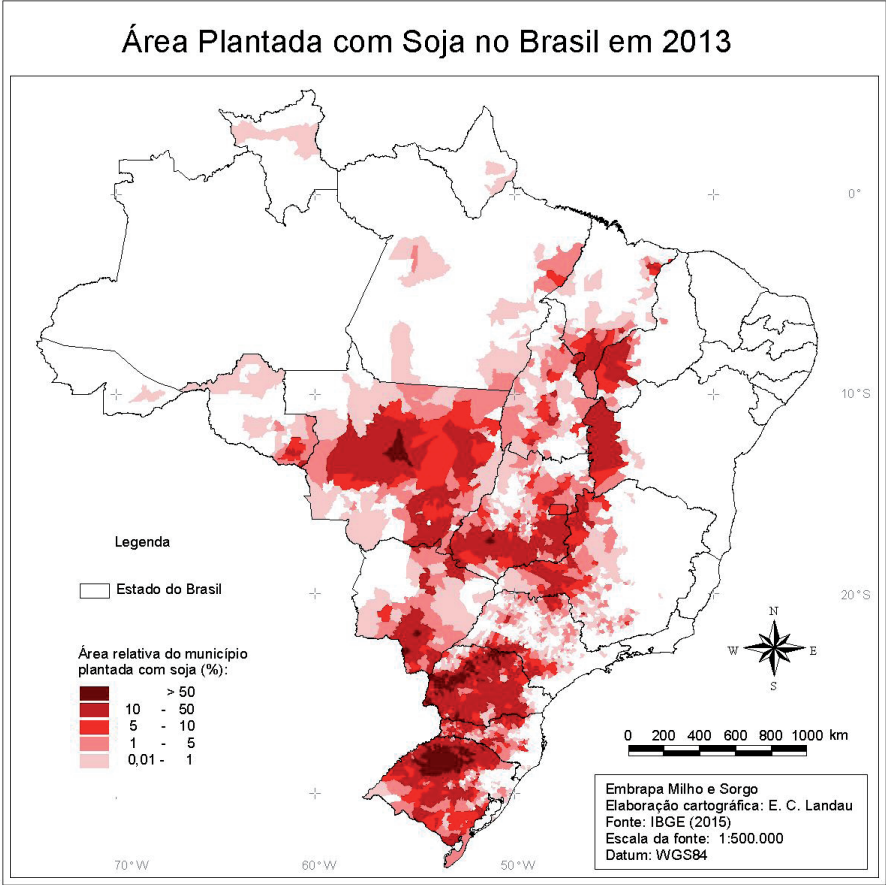 Área Plantada com Soja no Brasil em 2013
0°
10°S
20°S
Legenda
Estado do Brasil
Área relativa do município
plantada com soja (%):
> 50
10 - 50
5 - 10
1 - 5
0,01 - 1
N
W E
S
0 200 400 600 800 1000 km
Embrapa Milho e Sorgo
Elaboração cartográfica: E. C. Landau
Fonte: IBGE (2015)
Escala da fonte: 1:500.000
Datum: WGS84
70°W 60°W 50°W